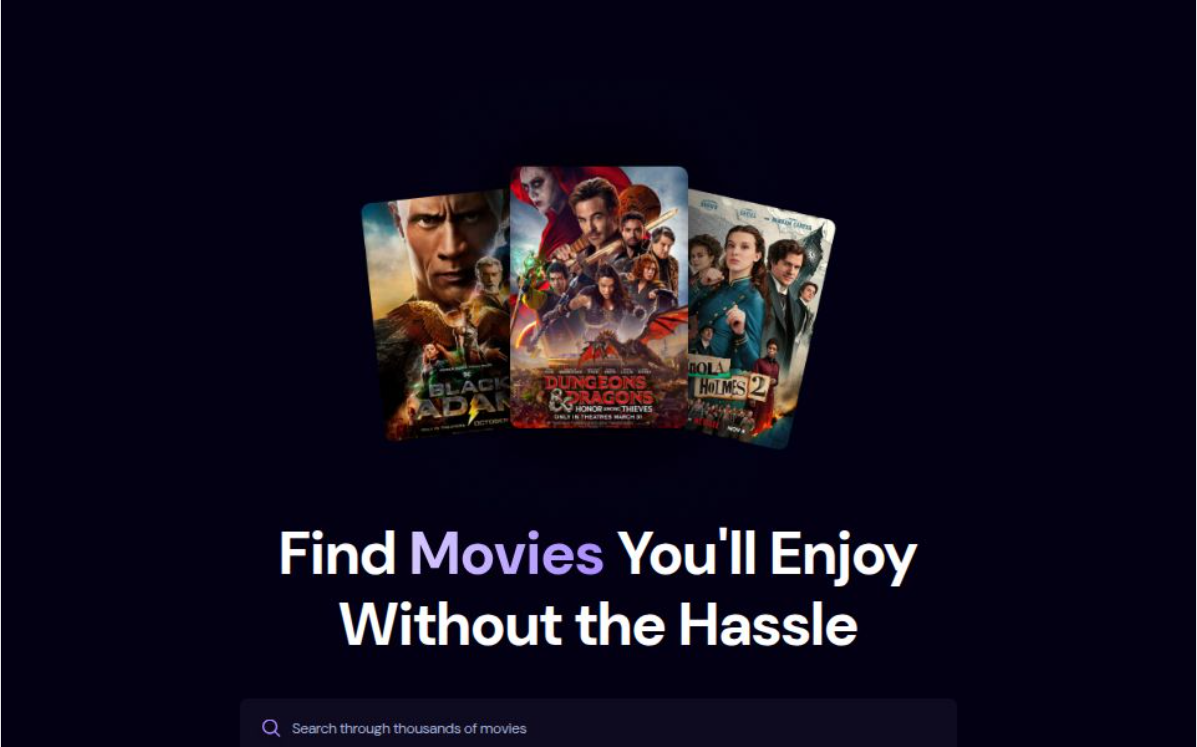 BLACK
ADAM
OCTOBER
DUNGEONS
& DRAGONS
HONOR AMONG THIEVES
ONLY IN THEATRES MARCH 31
HOLMES 2
NOV 4
Find Movies You'll Enjoy
Without the Hassle
Search through thousands of movies